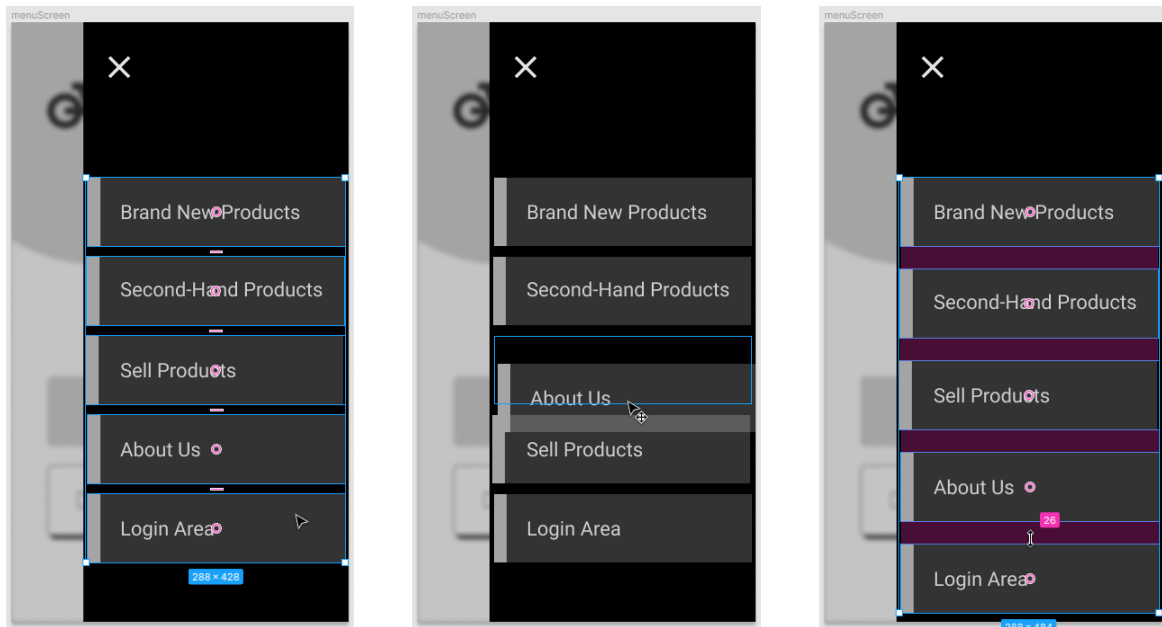 menuScreen
Brand New Products
Second-Hand Products
Sell Products
About Us
Login Area
288 × 428
menuScreen
Brand New Products
Second-Hand Products
About Us
Sell Products
Login Area
menuScreen
Brand New Products
Second-Hand Products
Sell Products
About Us
26
Login Area
288 × 484